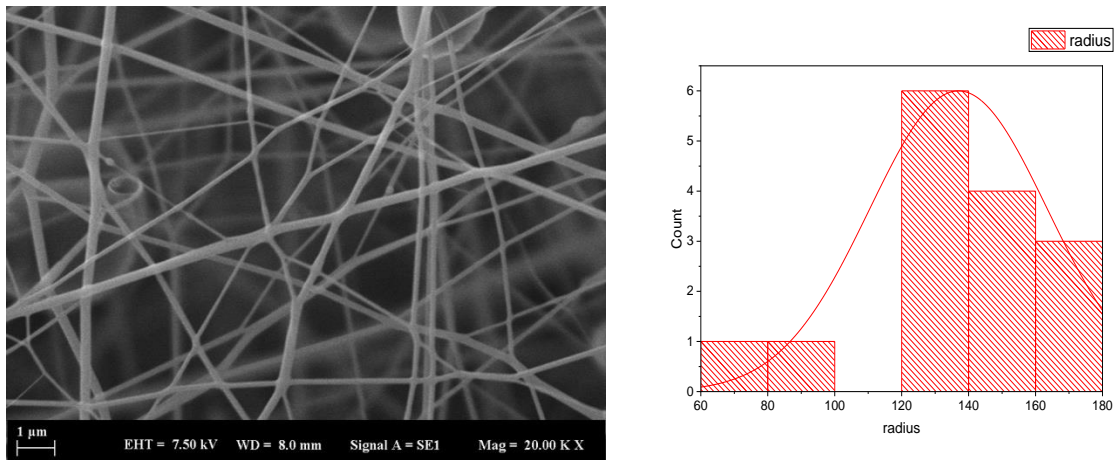 1 µm
EHT = 7.50 kV WD = 8.0 mm Signal A = SE1 Mag = 20.00 K X
radius
6
5
4
3
2
1
0
60 80 100 120 140 160 180
Count
radius